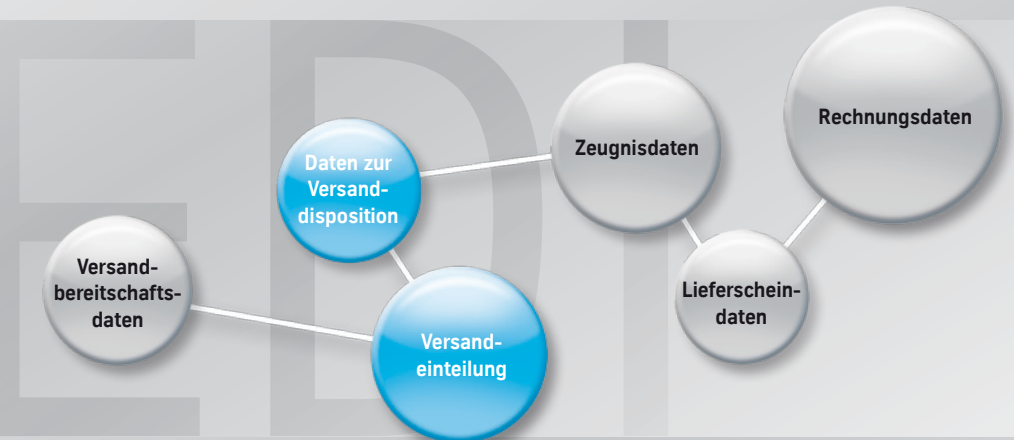 EDI
Versand-
bereitschafts-
daten
Daten zur
Versand-
disposition
Versand-
einteilung
Zeugnisdaten
Lieferschein-
daten
Rechnungsdaten